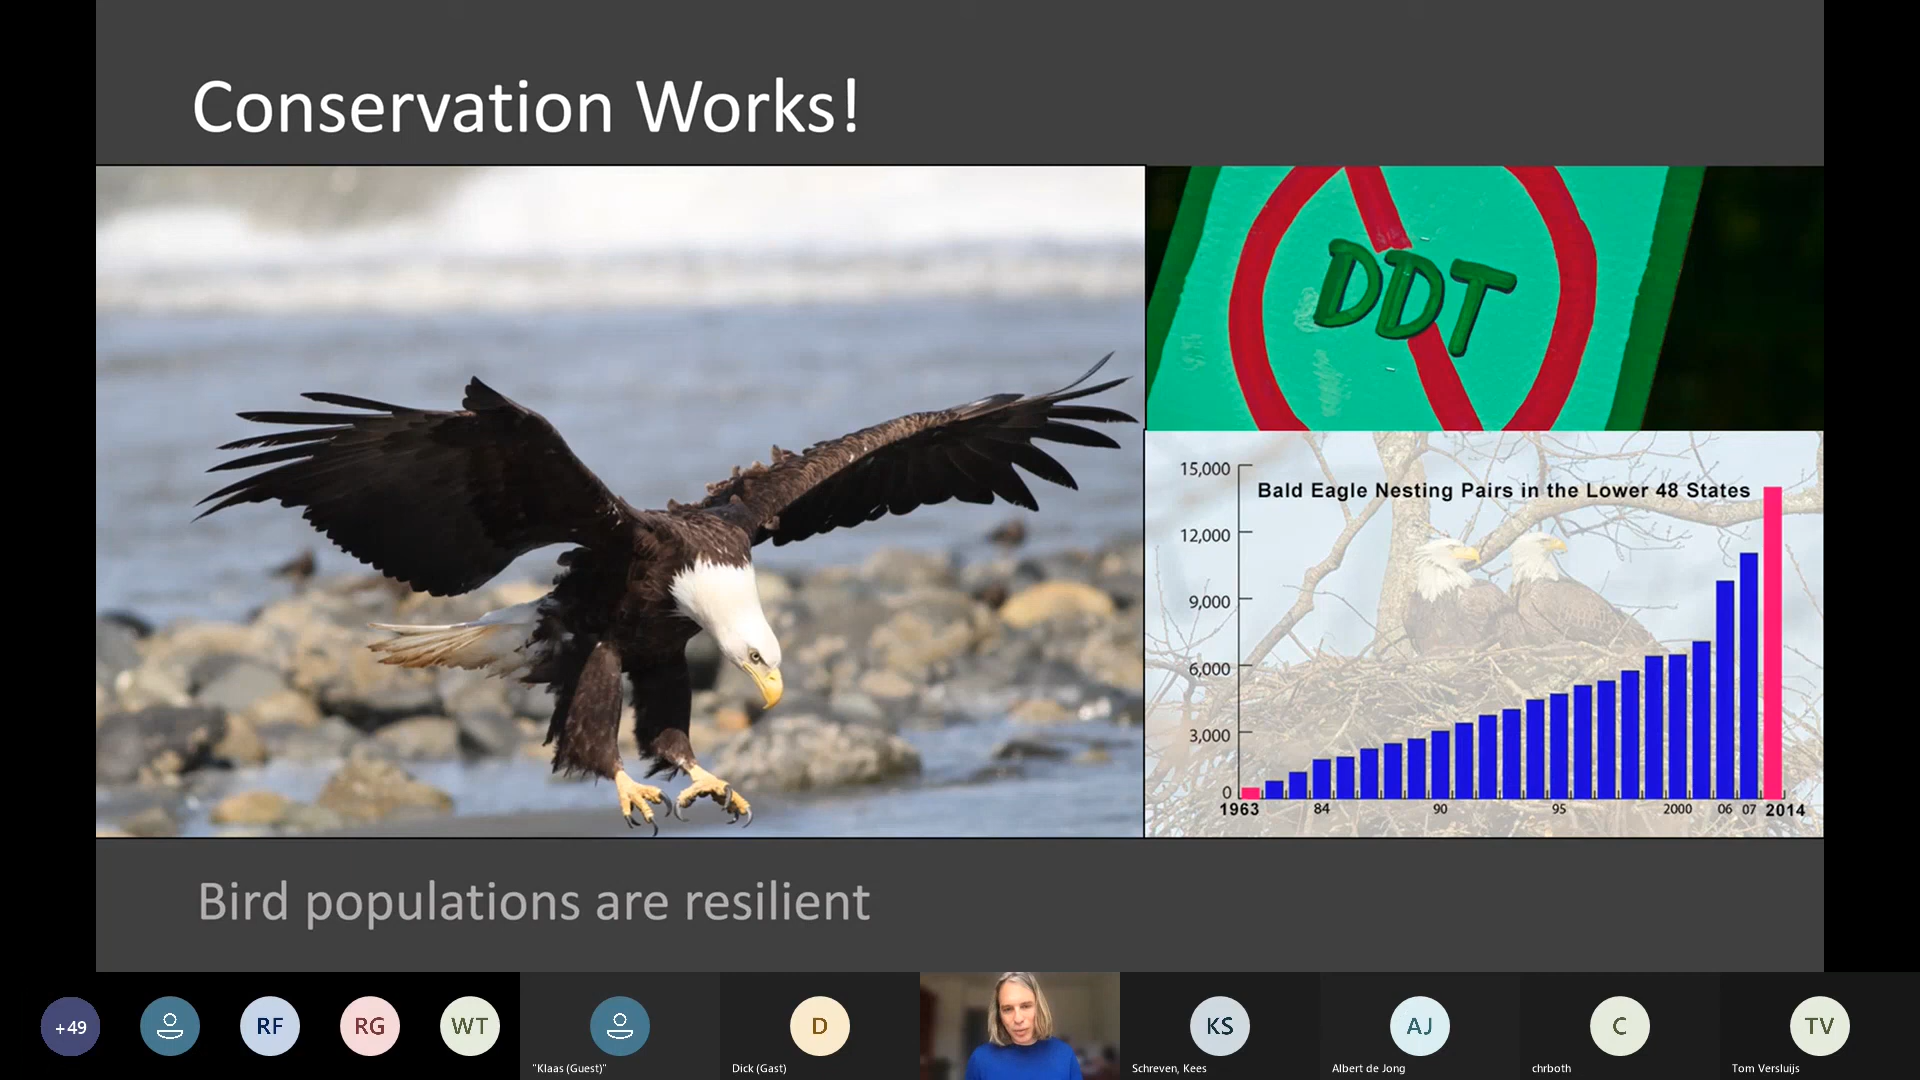 Conservation Works!
DDT
15,000
Bald Eagle Nesting Pairs in the Lower 48 States
12,000
9,000
6,000
3,000
0
1963 84 90 95 2000 06 07 2014
Bird populations are resilient
+49
RF
RG
WT
"Klaas (Guest)"
D
Dick (Gast)
KS
Schreven, Kees
AJ
Albert de Jong
C
chrboth
TV
Tom Versluijs